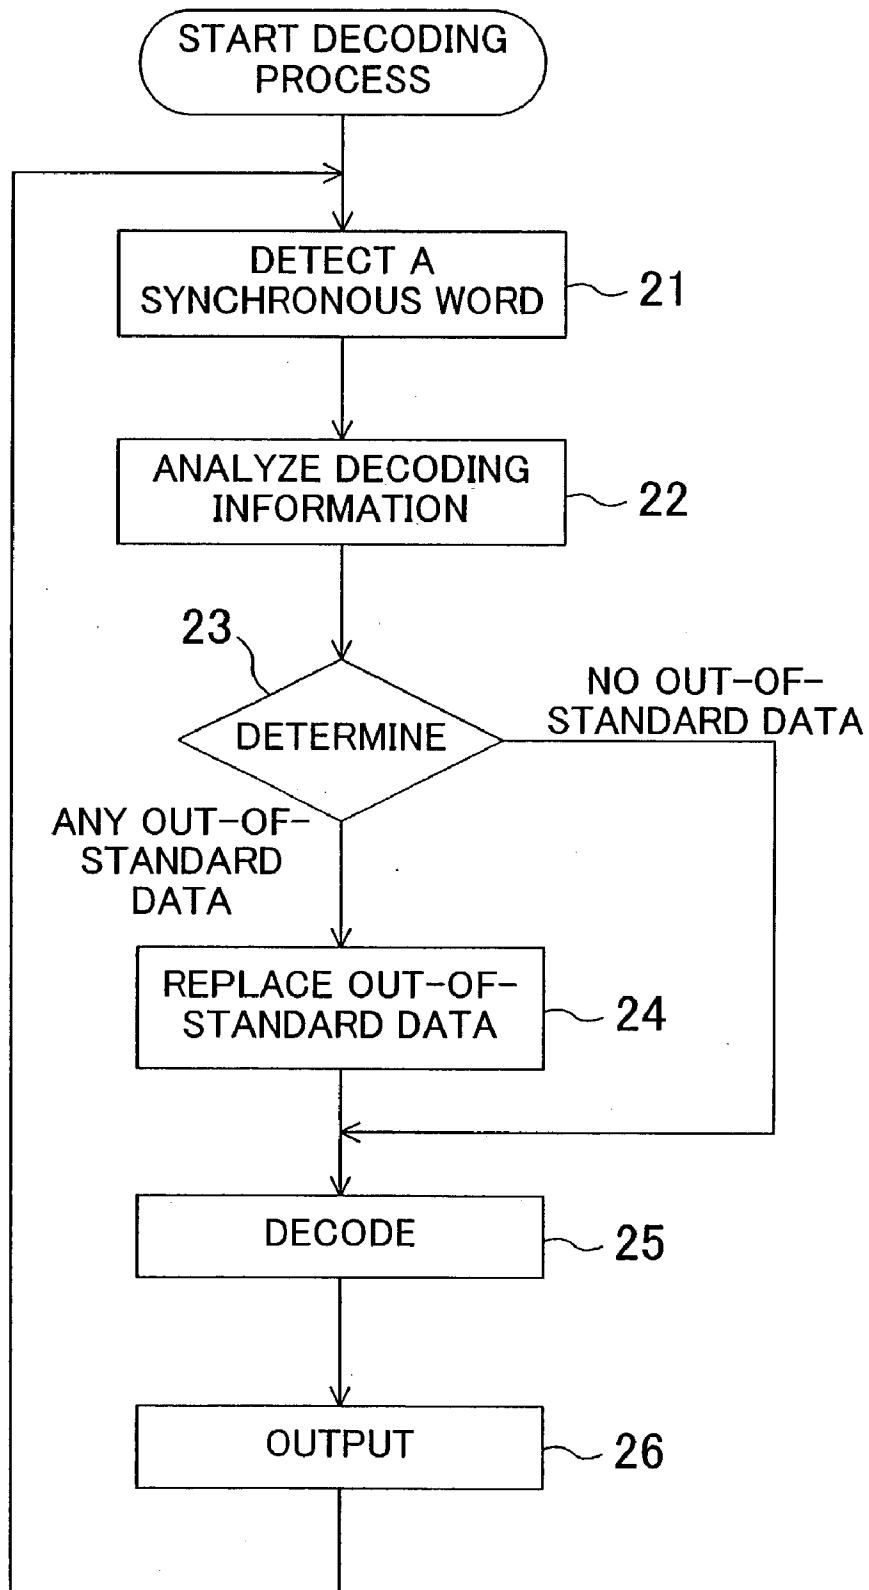 START DECODING
PROCESS
DETECT A
SYNCHRONOUS WORD
21
ANALYZE DECODING
INFORMATION
22
23
DETERMINE
NO OUT-OF-
STANDARD DATA
ANY OUT-OF-
STANDARD
DATA
REPLACE OUT-OF-
STANDARD DATA
24
DECODE
25
OUTPUT
26